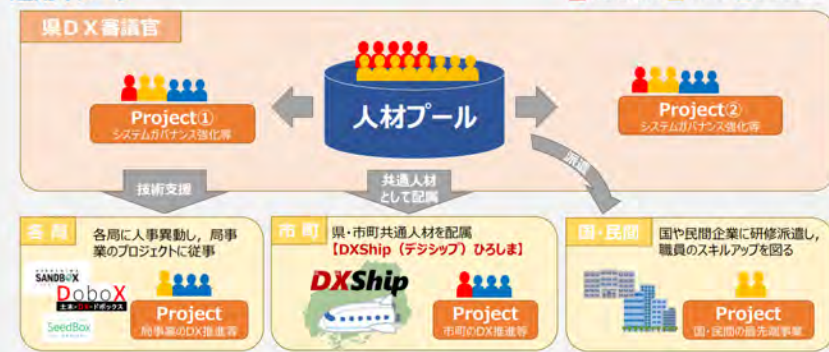 県DX審議官
人材プール
Project①
システムガバナンス強化等
Project②
システムガバナンス強化等
技術支援
共通人材
として配属
派遣
各局
各局に人事異動し,局事
業のプロジェクトに従事
SANDBOX
DoboX
土木×DX=ドボックス
SeedBox
Project
局事業のDX推進等
市町
県・市町共通人材を配属
【DXShip(デジシップ)ひろしま】
DXShip
Project
市町のDX推進等
国・民間
国や民間企業に研修派遣し,
職員のスキルアップを図る
Project
国・民間の最先端事業